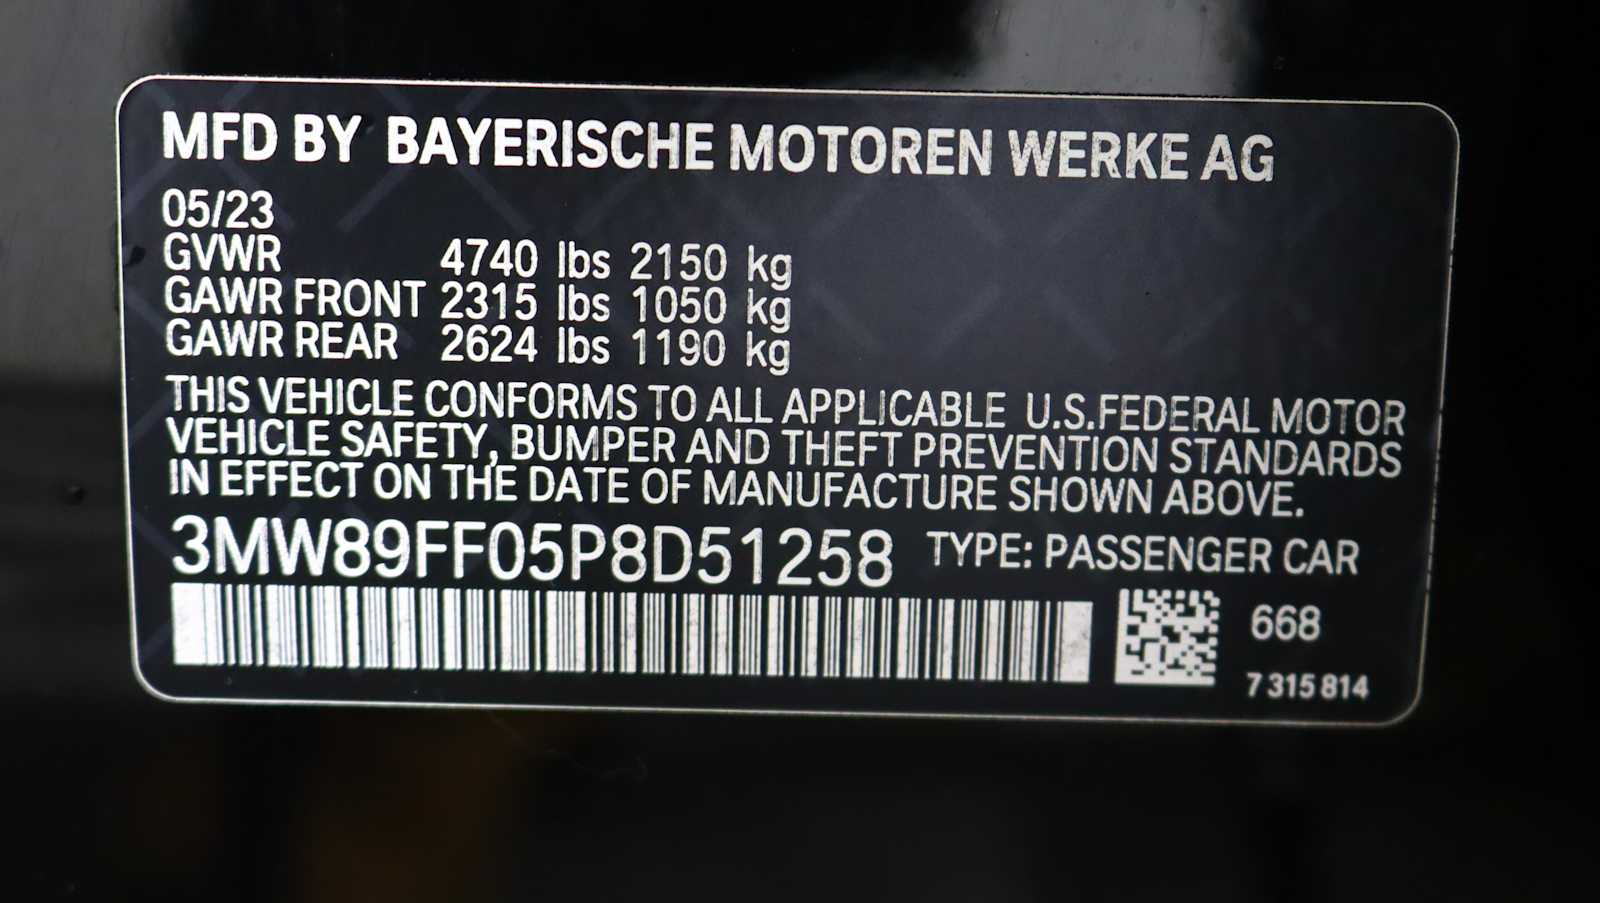 MFD BY BAYERISCHE MOTOREN WERKE AG
05/23
GVWR 4740 lbs 2150 kg
GAWR FRONT 2315 lbs 1050 kg
GAWR REAR 2624 lbs 1190 kg
THIS VEHICLE CONFORMS TO ALL APPLICABLE U.S.FEDERAL MOTOR
VEHICLE SAFETY, BUMPER AND THEFT PREVENTION STANDARDS
IN EFFECT ON THE DATE OF MANUFACTURE SHOWN ABOVE.
3MW89FF05P8D51258 TYPE: PASSENGER CAR
668
7 315 814